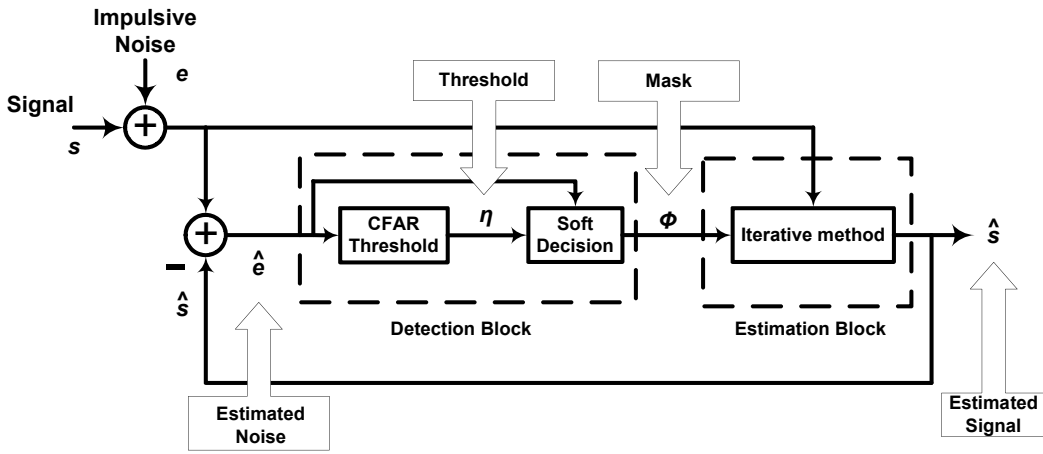 Impulsive
Noise
e
Signal
s
+
Threshold
Mask
+
−
ê
ŝ
CFAR
Threshold
η
Soft
Decision
Φ
Iterative method
ŝ
Detection Block
Estimation Block
Estimated
Noise
Estimated
Signal